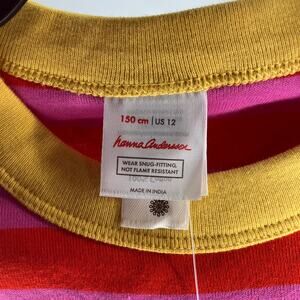 150 cm | US 12
hanna andersson
WEAR SNUG-FITTING,
NOT FLAME RESISTANT
MADE IN INDIA